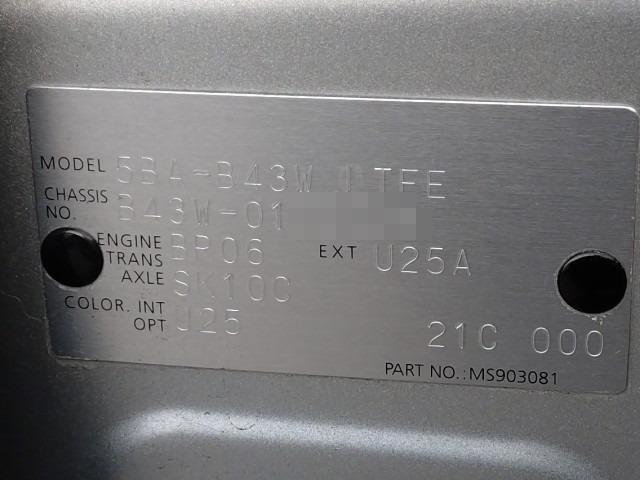 MODEL 5BA-B43W TFE
CHASSIS NO. B43W-01
ENGINE BP06 EXT U25A
TRANS AXLE SK10C
COLOR. INT U25
OPT 21C 000
PART NO.:MS903081